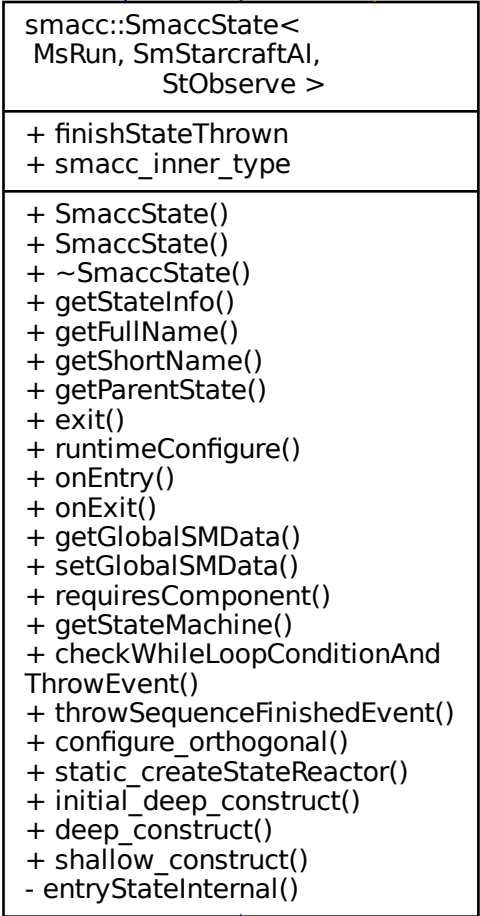 smacc::SmaccState<
MsRun, SmStarcraftAI,
StObserve >
+ finishStateThrown
+ smacc_inner_type
+ SmaccState()
+ SmaccState()
+ ~SmaccState()
+ getStateInfo()
+ getFullName()
+ getShortName()
+ getParentState()
+ exit()
+ runtimeConfigure()
+ onEntry()
+ onExit()
+ getGlobalSMData()
+ setGlobalSMData()
+ requiresComponent()
+ getStateMachine()
+ checkWhileLoopConditionAnd
ThrowEvent()
+ throwSequenceFinishedEvent()
+ configure_orthogonal()
+ static_createStateReactor()
+ initial_deep_construct()
+ deep_construct()
+ shallow_construct()
- entryStateInternal()